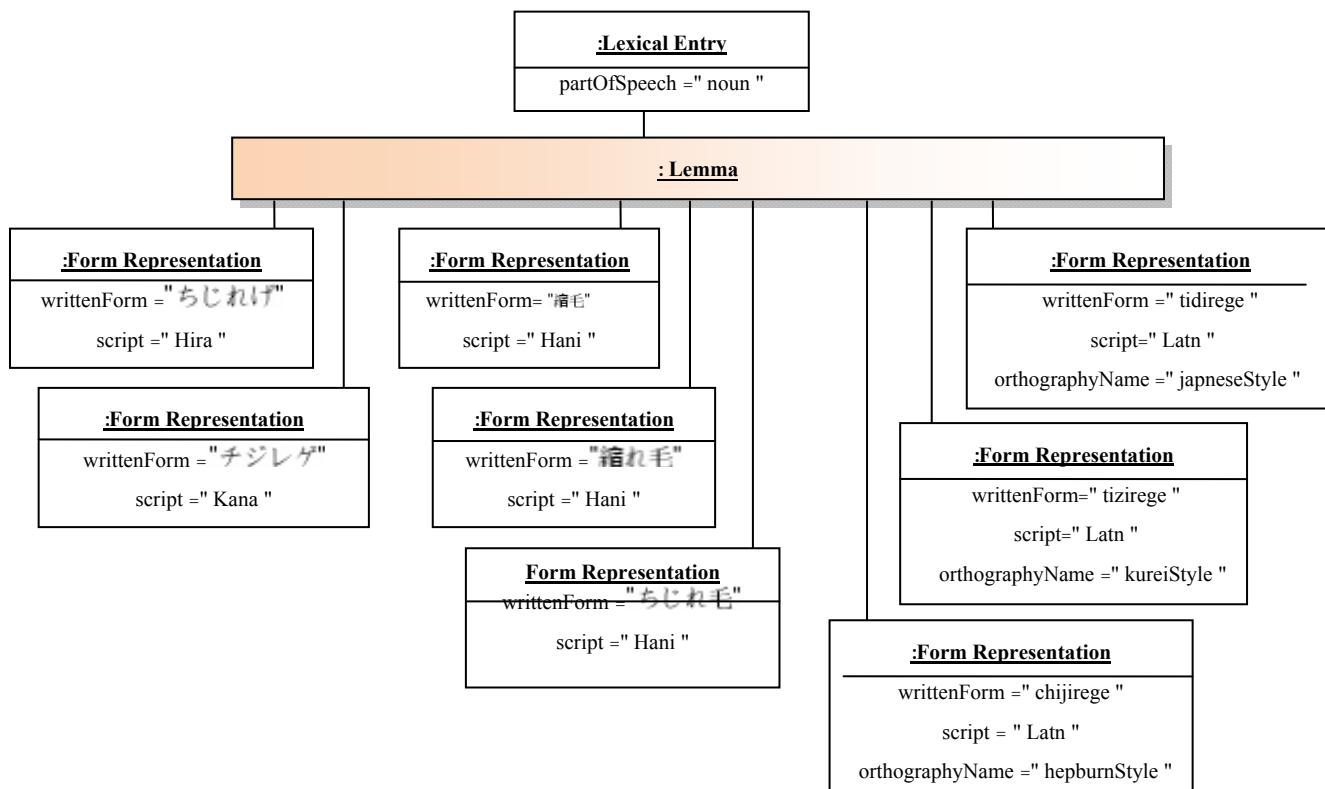 :Lexical Entry
partOfSpeech =" noun "
: Lemma
:Form Representation
writtenForm ="ちじれげ"
script =" Hira "
:Form Representation
writtenForm ="チジレゲ"
script =" Kana "
:Form Representation
writtenForm= "縮毛"
script =" Hani "
:Form Representation
writtenForm ="縮れ毛"
script =" Hani "
Form Representation
writtenForm ="ちじれ毛"
script =" Hani "
:Form Representation
writtenForm =" tidirege "
script=" Latn "
orthographyName =" japneseStyle "
:Form Representation
writtenForm=" tizirege "
script=" Latn "
orthographyName =" kureiStyle "
:Form Representation
writtenForm =" chijirege "
script = " Latn "
orthographyName =" hepburnStyle "